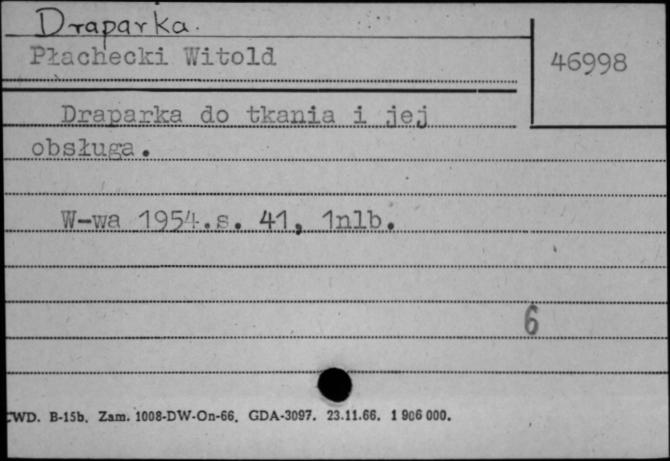 Draparka.
Płachecki Witold
46998
Draparka do tkania i jej
obsługa.
W-wa 1954.s. 41, 1nlb.
6
CWD. B-15b. Zam. 1008-DW-On-66. GDA-3097. 23.11.66. 1 906 000.